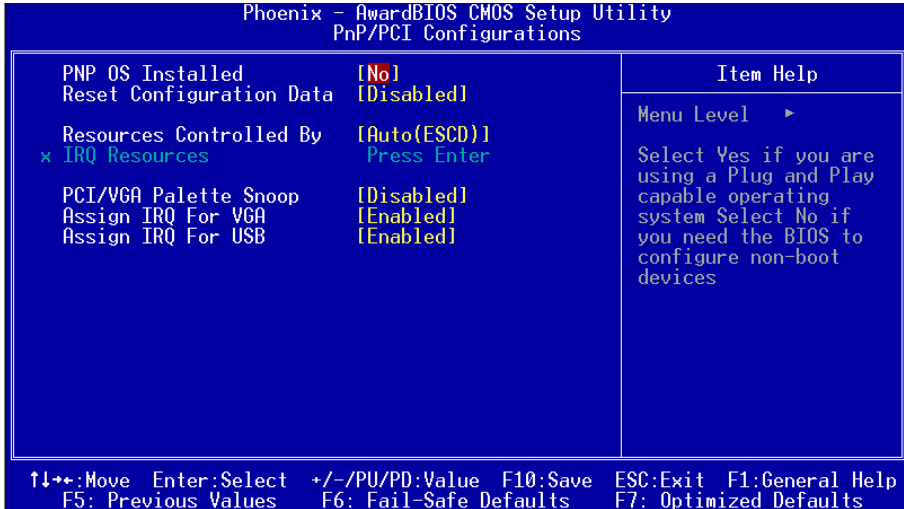 Phoenix - AwardBIOS CMOS Setup Utility
PnP/PCI Configurations
PNP OS Installed [No]
Reset Configuration Data [Disabled]
Resources Controlled By [Auto(ESCD)]
x IRQ Resources Press Enter
PCI/VGA Palette Snoop [Disabled]
Assign IRQ For VGA [Enabled]
Assign IRQ For USB [Enabled]
Item Help
Menu Level ►
Select Yes if you are
using a Plug and Play
capable operating
system Select No if
you need the BIOS to
configure non-boot
devices
↑↓→←:Move Enter:Select +/-/PU/PD:Value F10:Save ESC:Exit F1:General Help
F5: Previous Values F6: Fail-Safe Defaults F7: Optimized Defaults